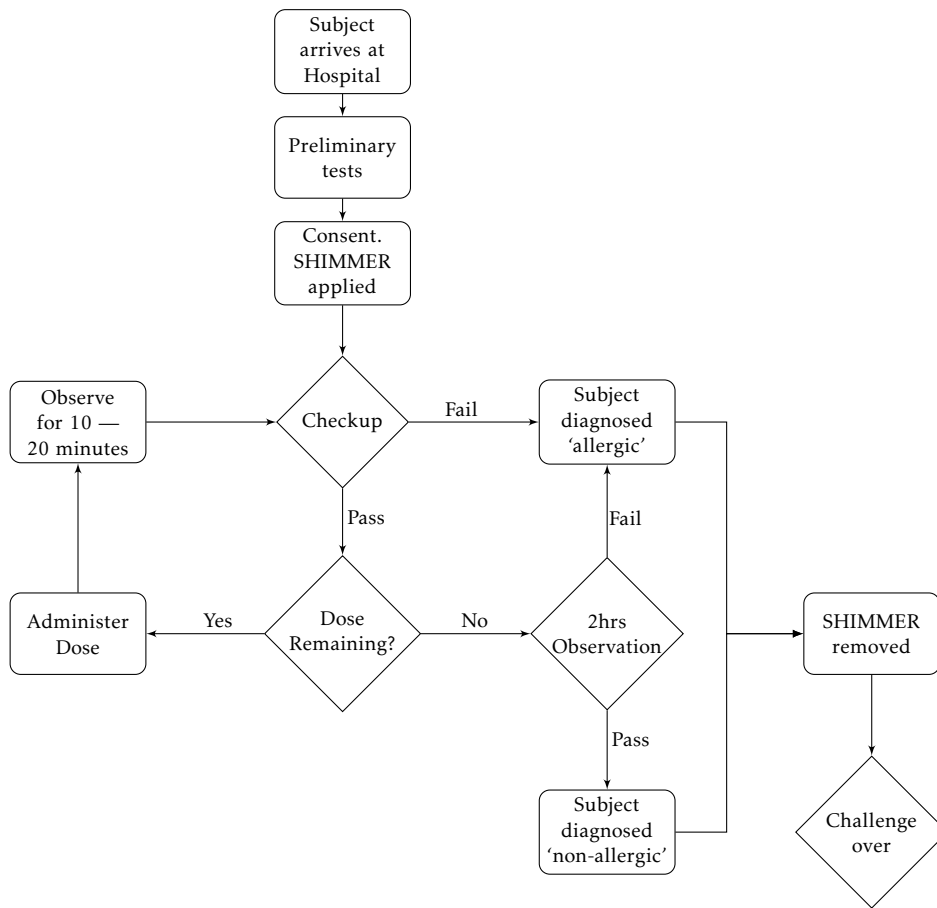 Subject
arrives at
Hospital
Preliminary
tests
Consent.
SHIMMER
applied
Observe
for 10 —
20 minutes
Checkup
Fail
Subject
diagnosed
‘allergic’
Pass
Fail
Administer
Dose
Yes
Dose
Remaining?
No
2hrs
Observation
SHIMMER
removed
Pass
Subject
diagnosed
‘non-allergic’
Challenge
over